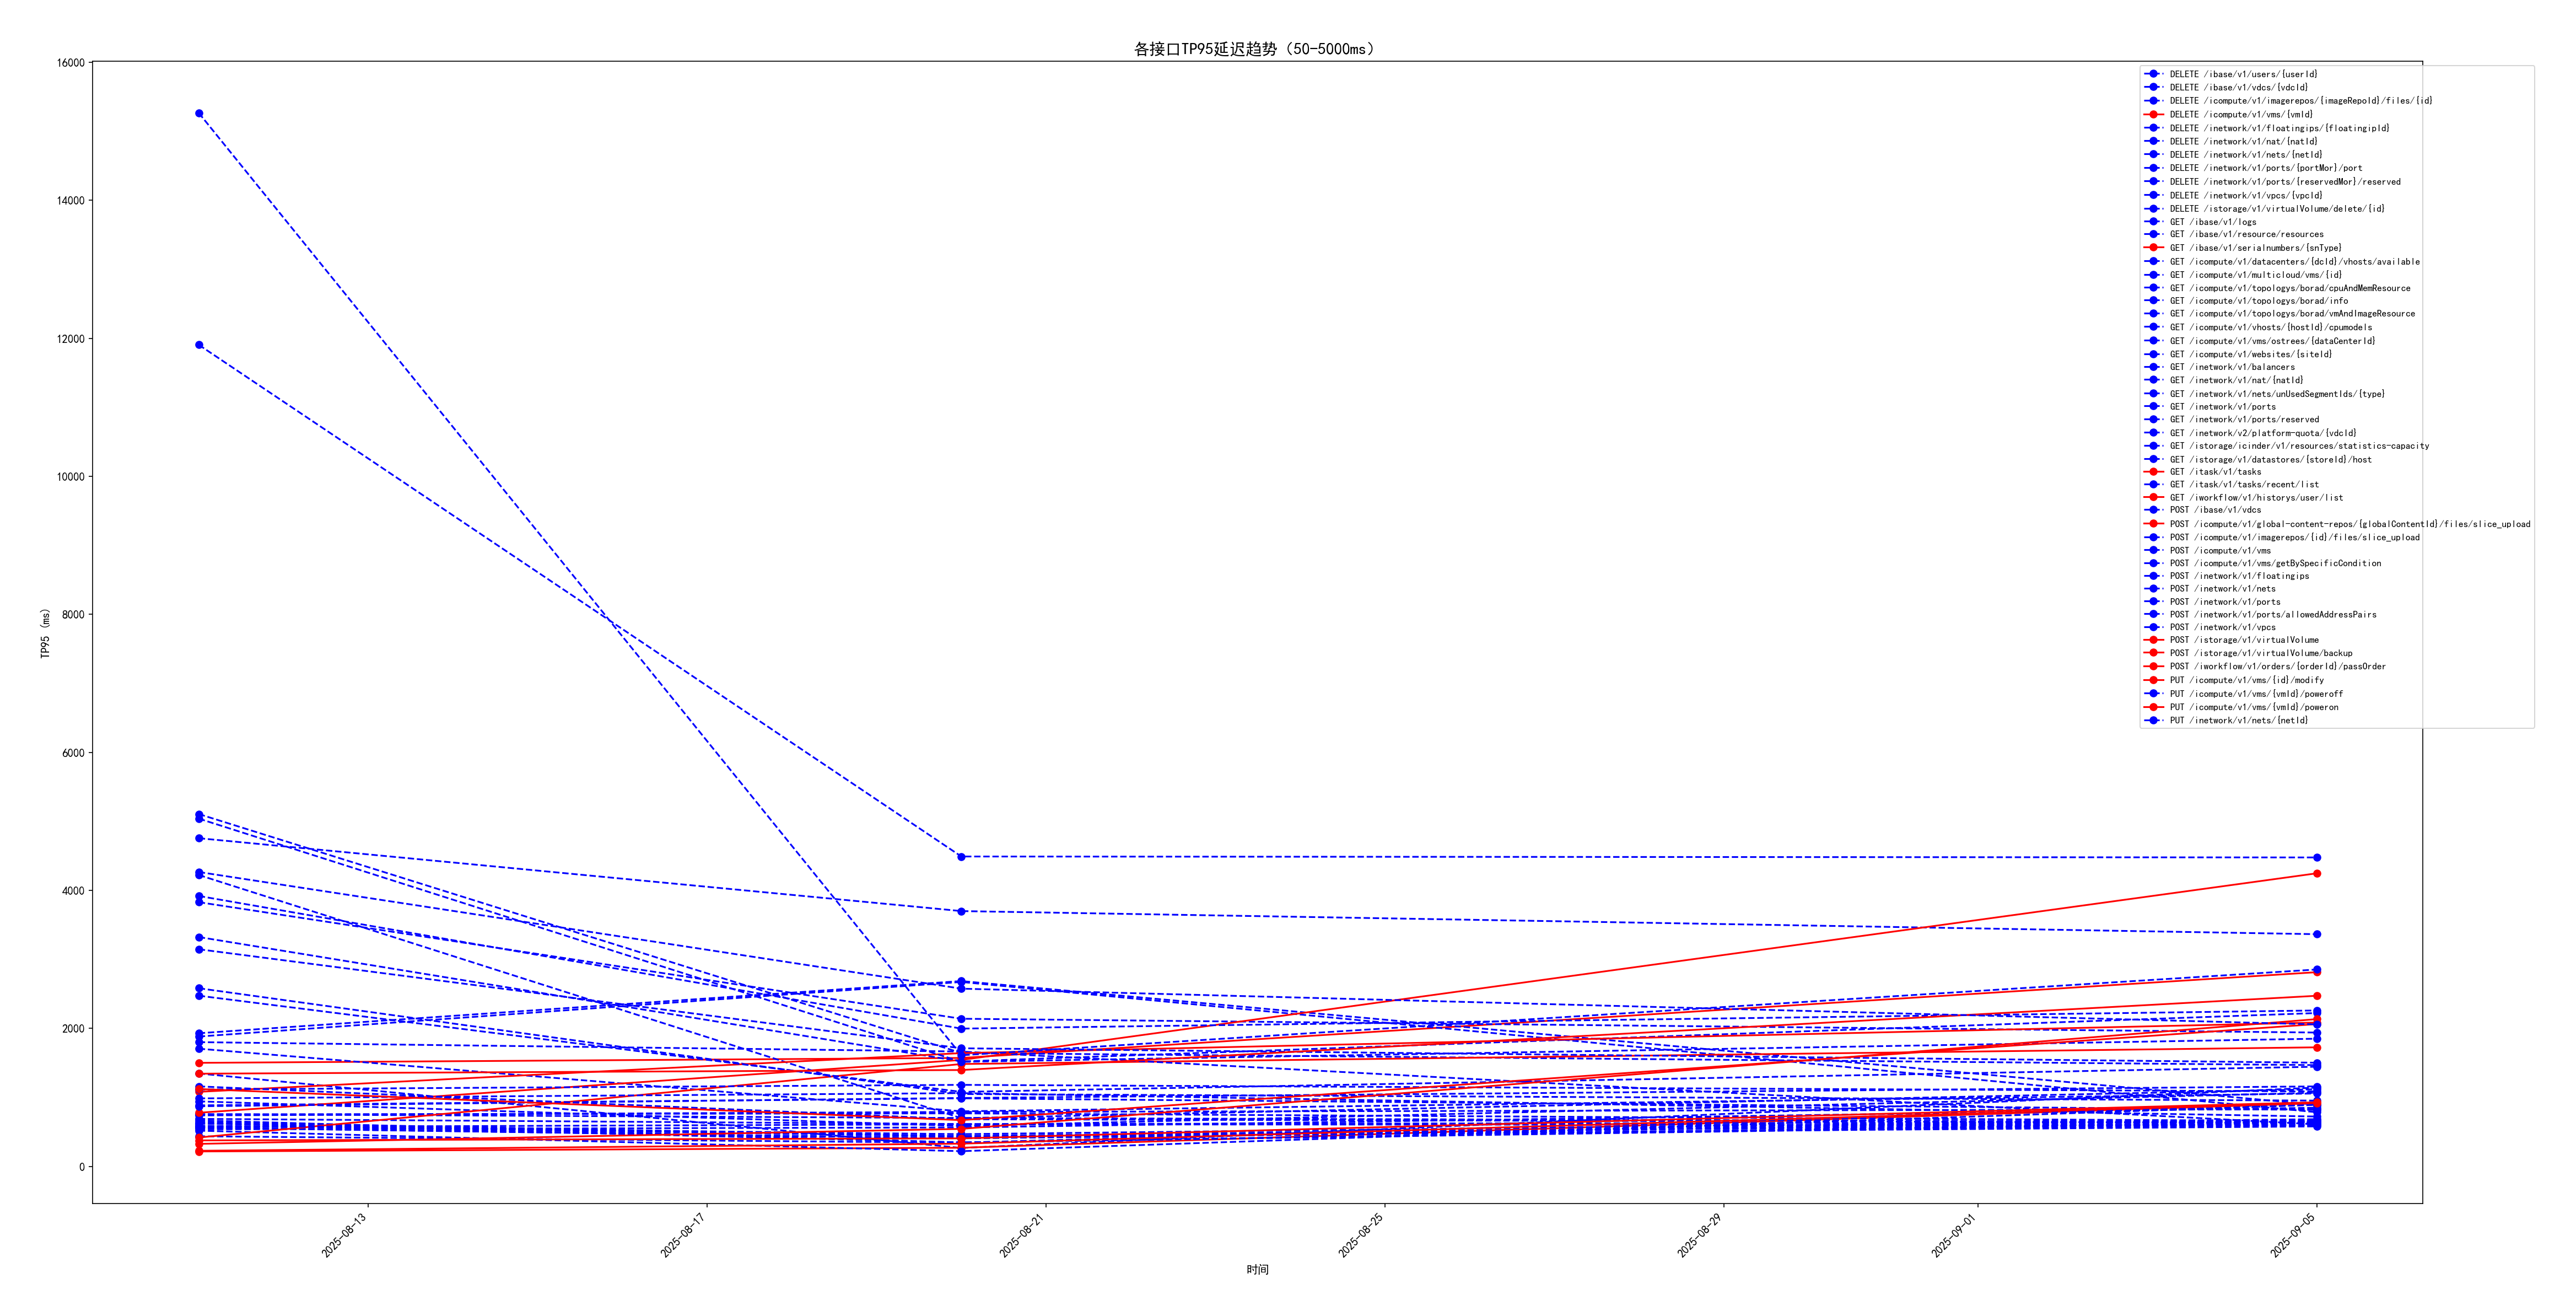 各接口TP95延迟趋势（50-5000ms）
16000
14000
12000
10000
8000
6000
4000
2000
0
TP95 (ms)
DELETE /ibase/v1/users/{userId}
DELETE /ibase/v1/vdcs/{vdcId}
DELETE /icompute/v1/imagerepos/{imageRepoId}/files/{id}
DELETE /icompute/v1/vms/{vmId}
DELETE /inetwork/v1/floatingips/{floatingipId}
DELETE /inetwork/v1/nat/{natId}
DELETE /inetwork/v1/nets/{netId}
DELETE /inetwork/v1/ports/{portMor}/port
DELETE /inetwork/v1/ports/{reservedMor}/reserved
DELETE /inetwork/v1/vpcs/{vpcId}
DELETE /istorage/v1/virtualVolume/delete/{id}
GET /ibase/v1/logs
GET /ibase/v1/resource/resources
GET /ibase/v1/serialnumbers/{snType}
GET /icompute/v1/datacenters/{dcId}/vhosts/available
GET /icompute/v1/multicloud/vms/{id}
GET /icompute/v1/topologys/borad/cpuAndMemResource
GET /icompute/v1/topologys/borad/info
GET /icompute/v1/topologys/borad/vmAndImageResource
GET /icompute/v1/vhosts/{hostId}/cpumodels
GET /icompute/v1/vms/ostrees/{dataCenterId}
GET /icompute/v1/websites/{siteId}
GET /inetwork/v1/balancers
GET /inetwork/v1/nat/{natId}
GET /inetwork/v1/nets/unUsedSegmentIds/{type}
GET /inetwork/v1/ports
GET /inetwork/v1/ports/reserved
GET /inetwork/v2/platform-quota/{vdcId}
GET /istorage/icinder/v1/resources/statistics-capacity
GET /istorage/v1/datastores/{storeId}/host
GET /itask/v1/tasks
GET /itask/v1/tasks/recent/list
GET /iworkflow/v1/historys/user/list
POST /ibase/v1/vdcs
POST /icompute/v1/global-content-repos/{globalContentId}/files/slice_upload
POST /icompute/v1/imagerepos/{id}/files/slice_upload
POST /icompute/v1/vms
POST /icompute/v1/vms/getBySpecificCondition
POST /inetwork/v1/floatingips
POST /inetwork/v1/nets
POST /inetwork/v1/ports
POST /inetwork/v1/ports/allowedAddressPairs
POST /inetwork/v1/vpcs
POST /istorage/v1/virtualVolume
POST /istorage/v1/virtualVolume/backup
POST /iworkflow/v1/orders/{orderId}/passOrder
PUT /icompute/v1/vms/{id}/modify
PUT /icompute/v1/vms/{vmId}/poweroff
PUT /icompute/v1/vms/{vmId}/poweron
PUT /inetwork/v1/nets/{netId}
2025-08-13
2025-08-17
2025-08-21
2025-08-25
2025-08-29
2025-09-01
2025-09-05
时间